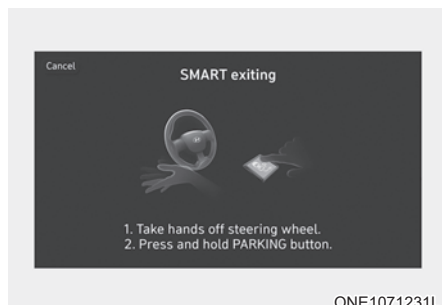 Cancel
SMART exiting
1. Take hands off steering wheel.
2. Press and hold PARKING button.
ONE1071231L